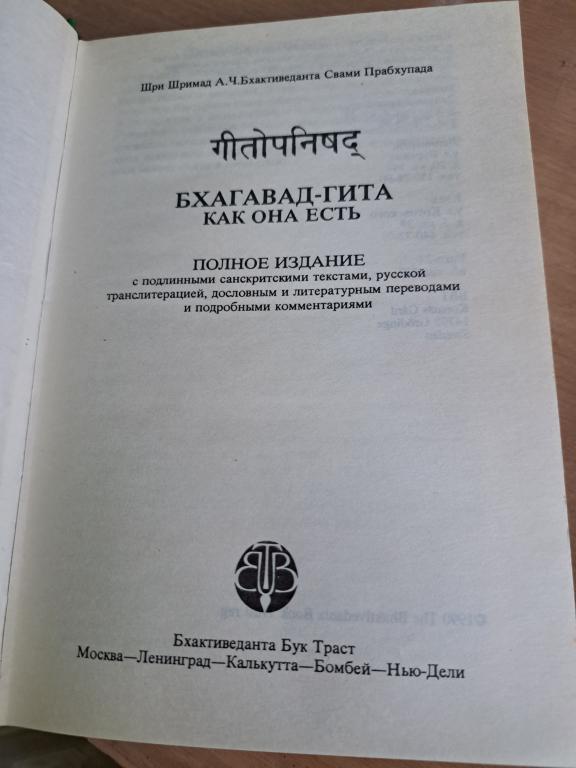 Шри Шримад А.Ч.Бхактиведанта Свами Прабхупада
गीतोपनिषद्
БХАГАВАД-ГИТА
КАК ОНА ЕСТЬ
ПОЛНОЕ ИЗДАНИЕ
с подлинными санскритскими текстами, русской
транслитерацией, дословным и литературным переводами
и подробными комментариями
BTB
Бхактиведанта Бук Траст
Москва—Ленинград—Калькутта—Бомбей—Нью-Дели